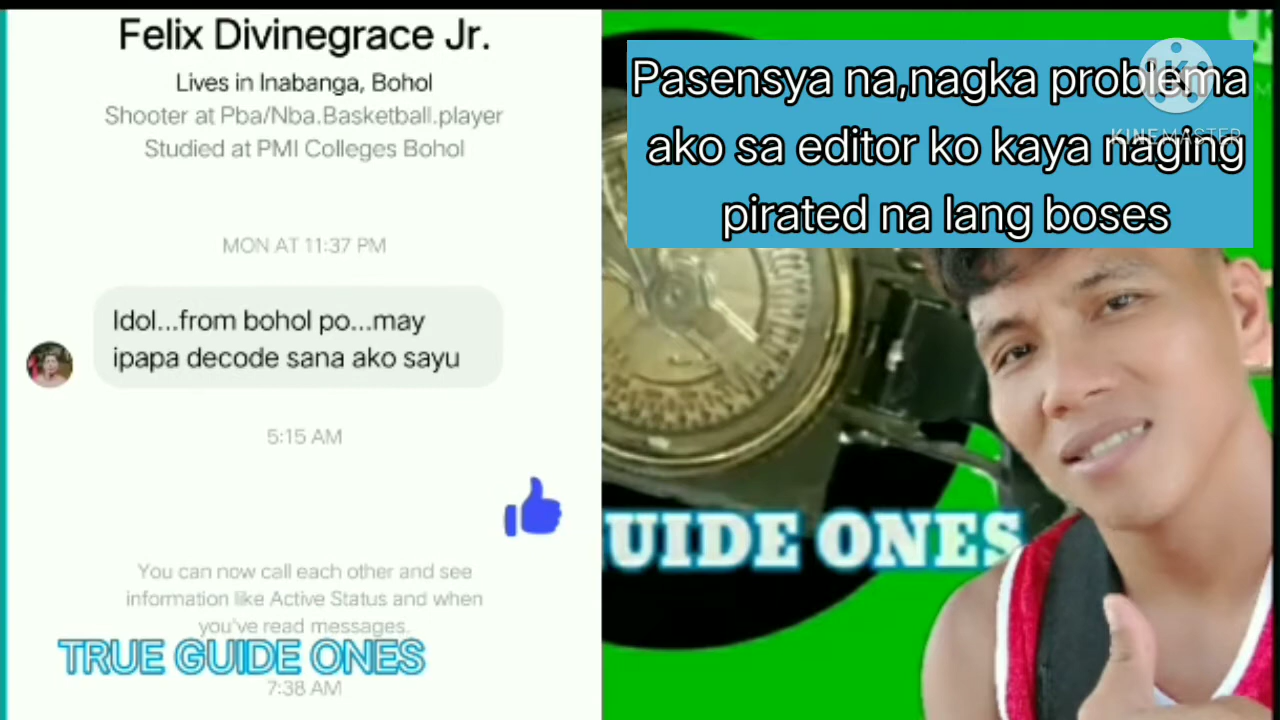 Felix Divinegrace Jr.
Lives in Inabanga, Bohol
Shooter at Pba/Nba.Basketball.player
Studied at PMI Colleges Bohol
MON AT 11:37 PM
Idol...from bohol po...may
ipapa decode sana ako sayu
5:15 AM
You can now call each other and see
information like Active Status and when
you've read messages.
TRUE GUIDE ONES
7:38 AM
Pasensya na,nagka problema
ako sa editor ko kaya naging
pirated na lang boses
KINEMASTER
UIDE ONES